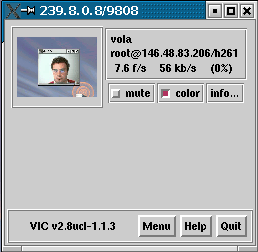 239.8.0.8/9808
vola
root@146.48.83.206/h261
7.6 f/s 56 kb/s (0%)
mute color info...
VIC v2.8ucl-1.1.3 Menu Help Quit